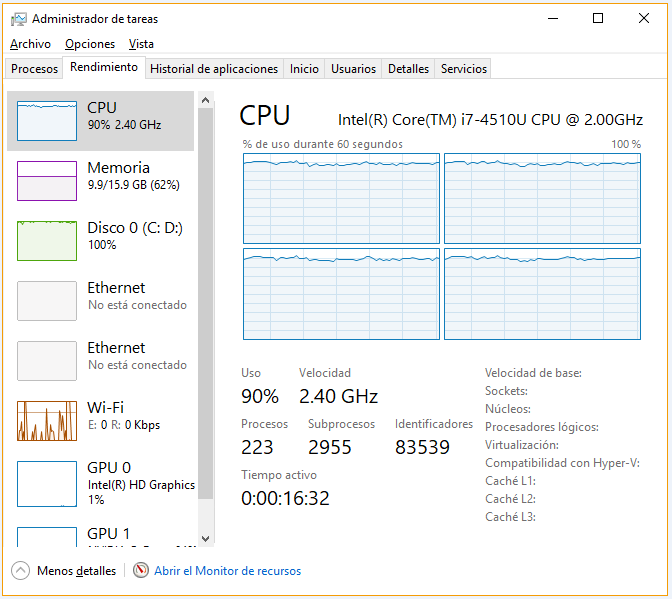 Administrador de tareas
Archivo Opciones Vista
Procesos Rendimiento Historial de aplicaciones Inicio Usuarios Detalles Servicios
CPU
90% 2.40 GHz
Memoria
9.9/15.9 GB (62%)
Disco 0 (C: D:)
100%
Ethernet
No está conectado
Ethernet
No está conectado
Wi-Fi
E: 0 R: 0 Kbps
GPU 0
Intel(R) HD Graphics
1%
GPU 1
CPU Intel(R) Core(TM) i7-4510U CPU @ 2.00GHz
% de uso durante 60 segundos 100 %
Uso Velocidad
90% 2.40 GHz
Procesos Subprocesos Identificadores
223 2955 83539
Tiempo activo
0:00:16:32
Velocidad de base:
Sockets:
Núcleos:
Procesadores lógicos:
Virtualización:
Compatibilidad con Hyper-V:
Caché L1:
Caché L2:
Caché L3:
Menos detalles Abrir el Monitor de recursos